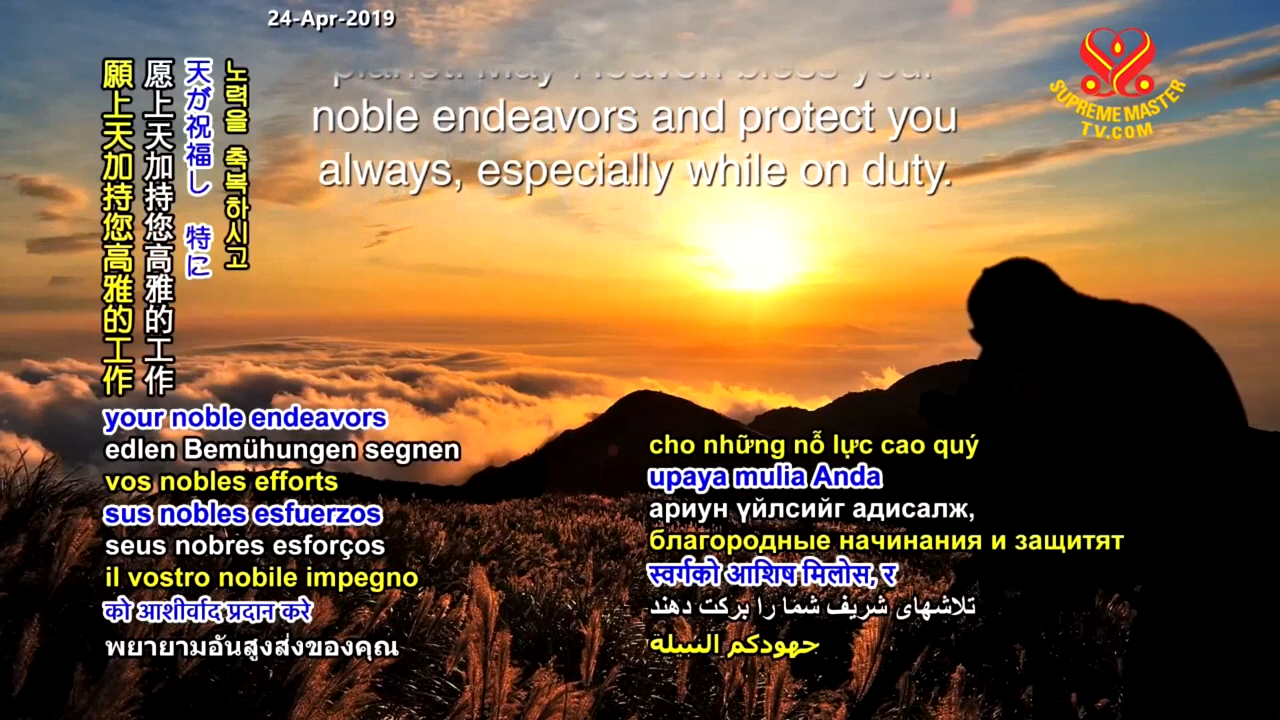 24-Apr-2019
planet. May Heaven bless your
noble endeavors and protect you
always, especially while on duty.
SUPREME MASTER
TV.COM
願上天加持您高雅的工作
愿上天加持您高雅的工作
天が祝福し 特に
노력을 축복하시고
your noble endeavors
edlen Bemühungen segnen
vos nobles efforts
sus nobles esfuerzos
seus nobres esforços
il vostro nobile impegno
को आशीर्वाद प्रदान करे
พยายามอันสูงส่งของคุณ
cho những nỗ lực cao quý
upaya mulia Anda
ариун үйлсийг адисалж,
благородные начинания и защитят
स्वर्गको आशिष मिलोस, र
تلاشهای شریف شما را برکت دهند
جهودكم النبيلة